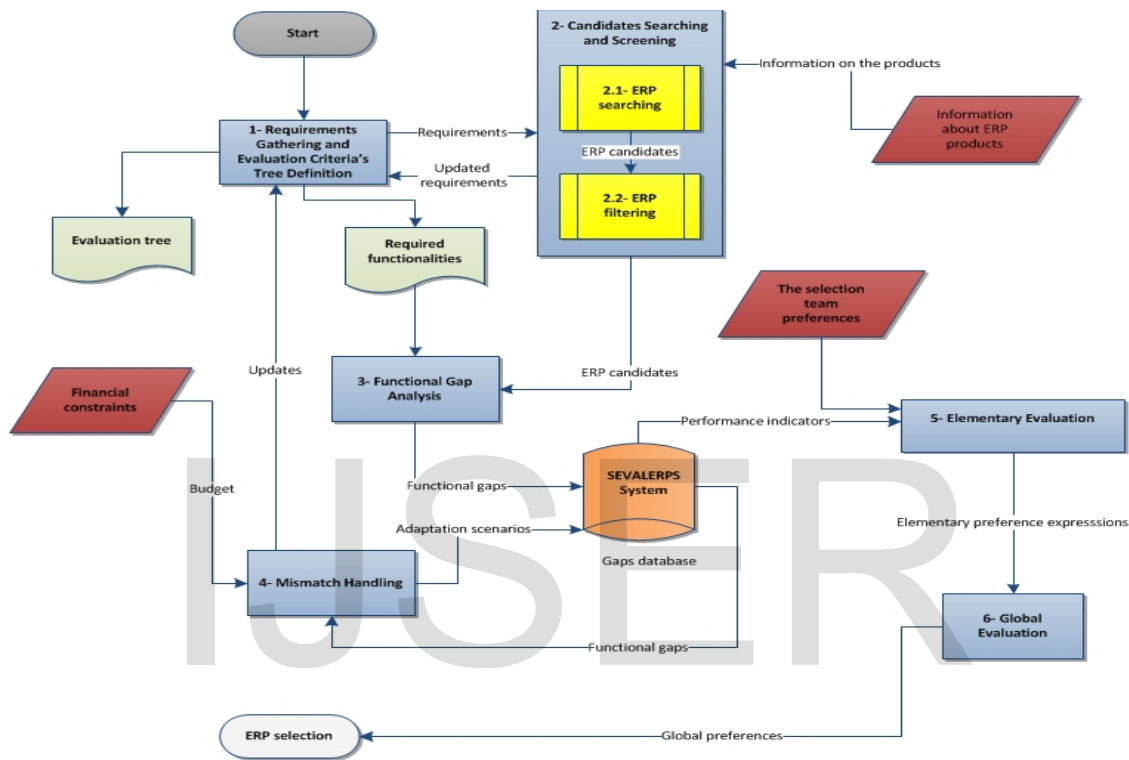 Start
2- Candidates Searching
and Screening
2.1- ERP
searching
ERP candidates
2.2- ERP
filtering
Information on the products
Information
about ERP
products
1- Requirements
Gathering and
Evaluation Criteria's
Tree Definition
Requirements
Updated
requirements
Evaluation tree
Required
functionalities
The selection
team
preferences
Updates
3- Functional Gap
Analysis
ERP candidates
Financial
constraints
Performance indicators
5- Elementary Evaluation
Budget
Functional gaps
SEVALERPS
System
Adaptation scenarios
Elementary preference expresssions
Gaps database
4- Mismatch Handling
6- Global
Evaluation
Functional gaps
ERP selection
Global preferences
IJSER